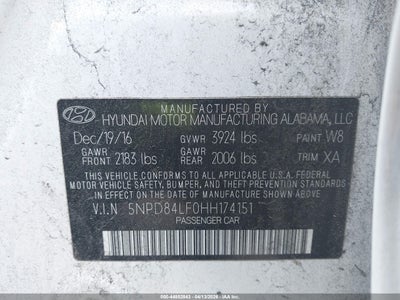 MANUFACTURED BY
HYUNDAI MOTOR MANUFACTURING ALABAMA, LLC
Dec/19/16 GVWR 3924 lbs PAINT W8
GAWR FRONT 2183 lbs GAWR REAR 2006 lbs TRIM XA
THIS VEHICLE CONFORMS TO ALL APPLICABLE U.S.A FEDERAL
MOTOR VEHICLE SAFETY, BUMPER, AND THEFT PREVENTION
STANDARDS IN EFFECT ON THE DATE OF MANUFACTURE SHOWN ABOVE.
V.I.N 5NPD84LF0HH174151
PASSENGER CAR